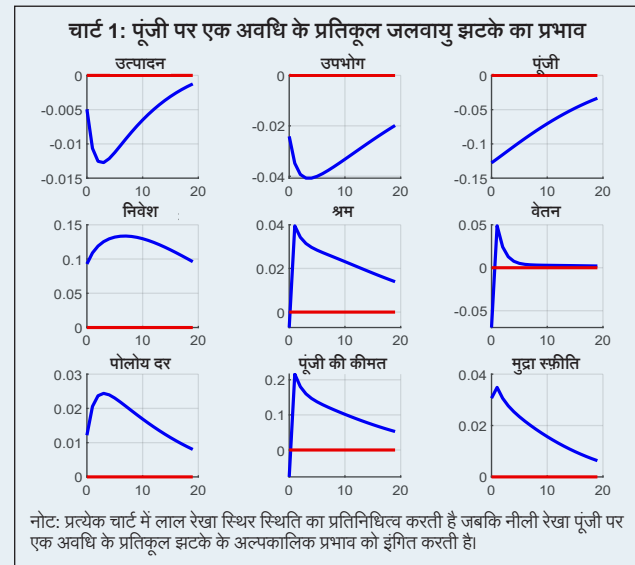 चार्ट 1: पूंजी पर एक अवधि के प्रतिकूल जलवायु झटके का प्रभाव
उत्पादन
0
-0.005
-0.01
-0.015
0 10 20
उपभोग
0
-0.02
-0.04
0 10 20
पूंजी
0
-0.05
-0.1
-0.15
0 10 20
निवेश
0.15
0.1
0.05
0
0 10 20
श्रम
0.04
0.02
0
0 10 20
वेतन
0.05
0
-0.05
0 10 20
पोलोय दर
0.03
0.02
0.01
0
0 10 20
पूंजी की कीमत
0.2
0.1
0
0 10 20
मुद्रा स्फ़ीति
0.04
0.02
0
0 10 20
नोट: प्रत्येक चार्ट में लाल रेखा स्थिर स्थिति का प्रतिनिधित्व करती है जबकि नीली रेखा पूंजी पर
एक अवधि के प्रतिकूल झटके के अल्पकालिक प्रभाव को इंगित करती है।